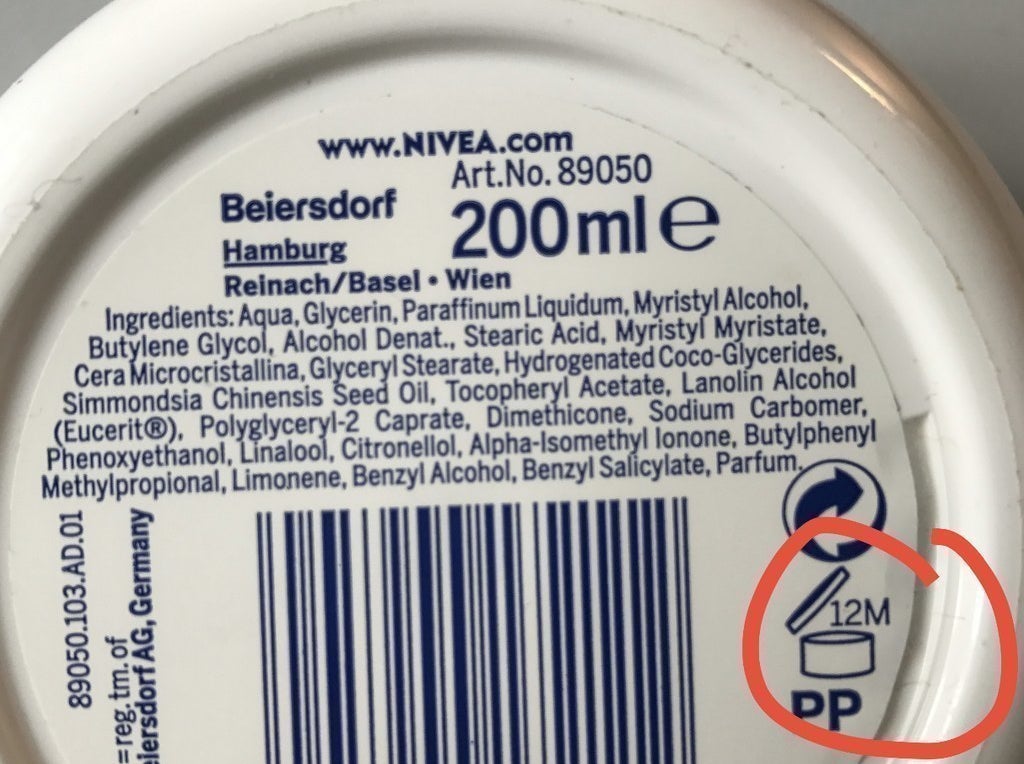 www.NIVEA.com
Art.No. 89050
Beiersdorf
200 ml e
Hamburg
Reinach/Basel • Wien
Ingredients: Aqua, Glycerin, Paraffinum Liquidum, Myristyl Alcohol,
Butylene Glycol, Alcohol Denat., Stearic Acid, Myristyl Myristate,
Cera Microcristallina, Glyceryl Stearate, Hydrogenated Coco-Glycerides,
Simmondsia Chinensis Seed Oil, Tocopheryl Acetate, Lanolin Alcohol
(Eucerit®), Polyglyceryl-2 Caprate, Dimethicone, Sodium Carbomer,
Phenoxyethanol, Linalool, Citronellol, Alpha-Isomethyl Ionone, Butylphenyl
Methylpropional, Limonene, Benzyl Alcohol, Benzyl Salicylate, Parfum.
89050.103.AD.01
= reg. tm. of
eiersdorf AG, Germany
12M
PP